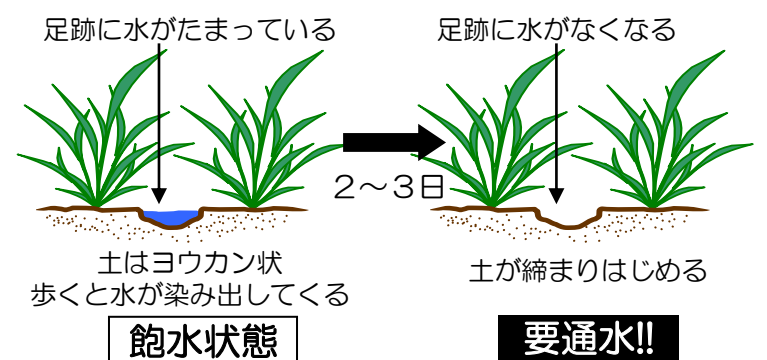 足跡に水がたまっている
足跡に水がなくなる
2~3日
土はヨウカン状
歩くと水が染み出してくる
土が締まりはじめる
飽水状態
要通水!!